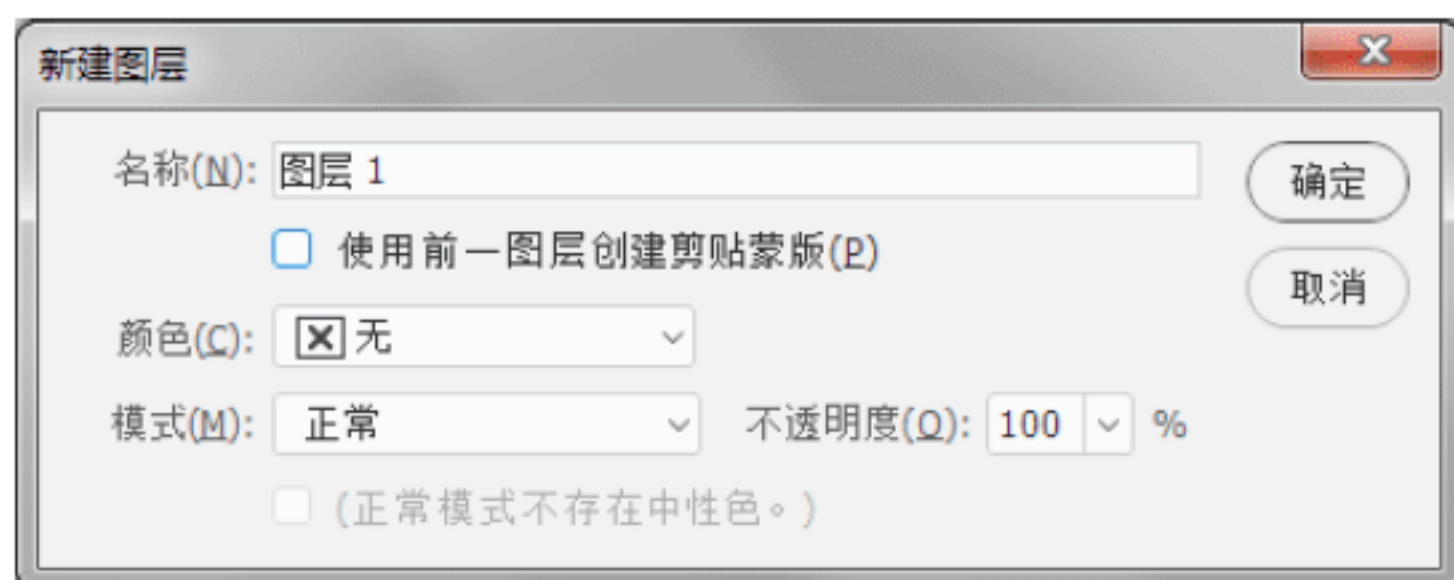 新建图层
名称(N): 图层 1
确定
使用前一图层创建剪贴蒙版(P)
取消
颜色(C): 无
模式(M): 正常 不透明度(O): 100 %
(正常模式不存在中性色。)